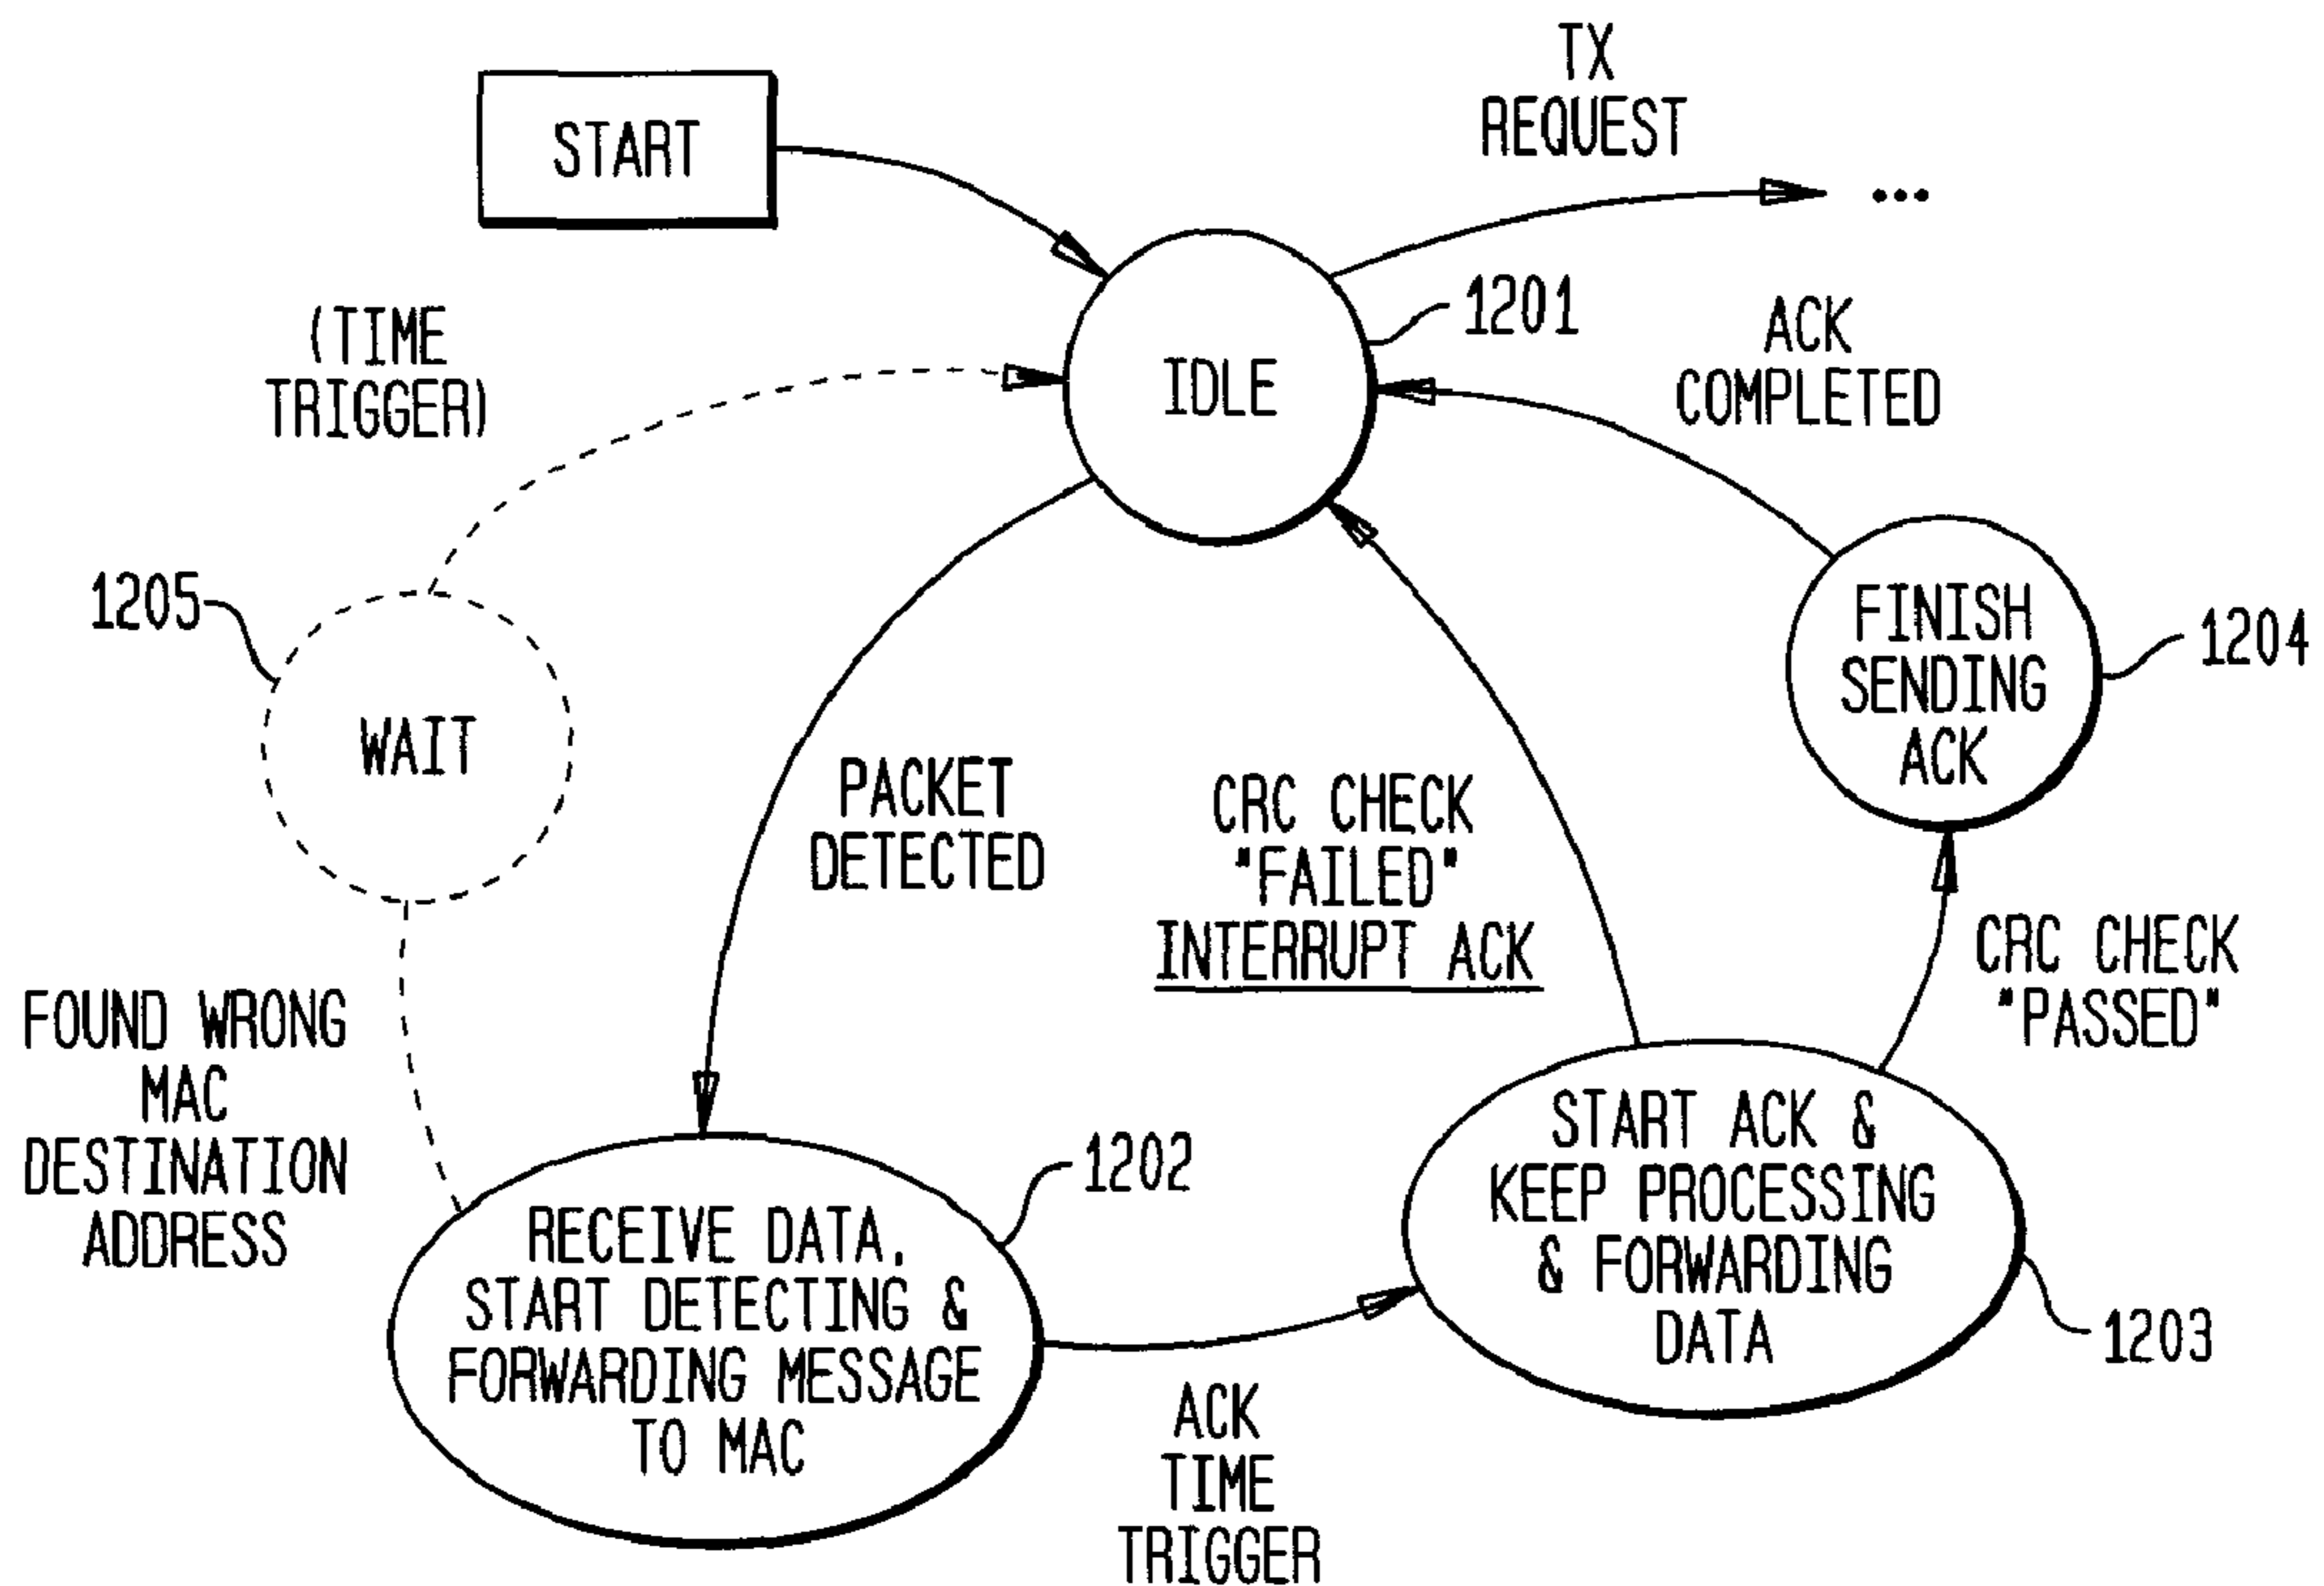 START
TX
REQUEST
...
1201
IDLE
(TIME
TRIGGER)
ACK
COMPLETED
1205
WAIT
FINISH
SENDING
ACK
1204
PACKET
DETECTED
CRC CHECK
"FAILED"
INTERRUPT ACK
CRC CHECK
"PASSED"
FOUND WRONG
MAC
DESTINATION
ADDRESS
1202
RECEIVE DATA,
START DETECTING &
FORWARDING MESSAGE
TO MAC
START ACK &
KEEP PROCESSING
& FORWARDING
DATA
1203
ACK
TIME
TRIGGER